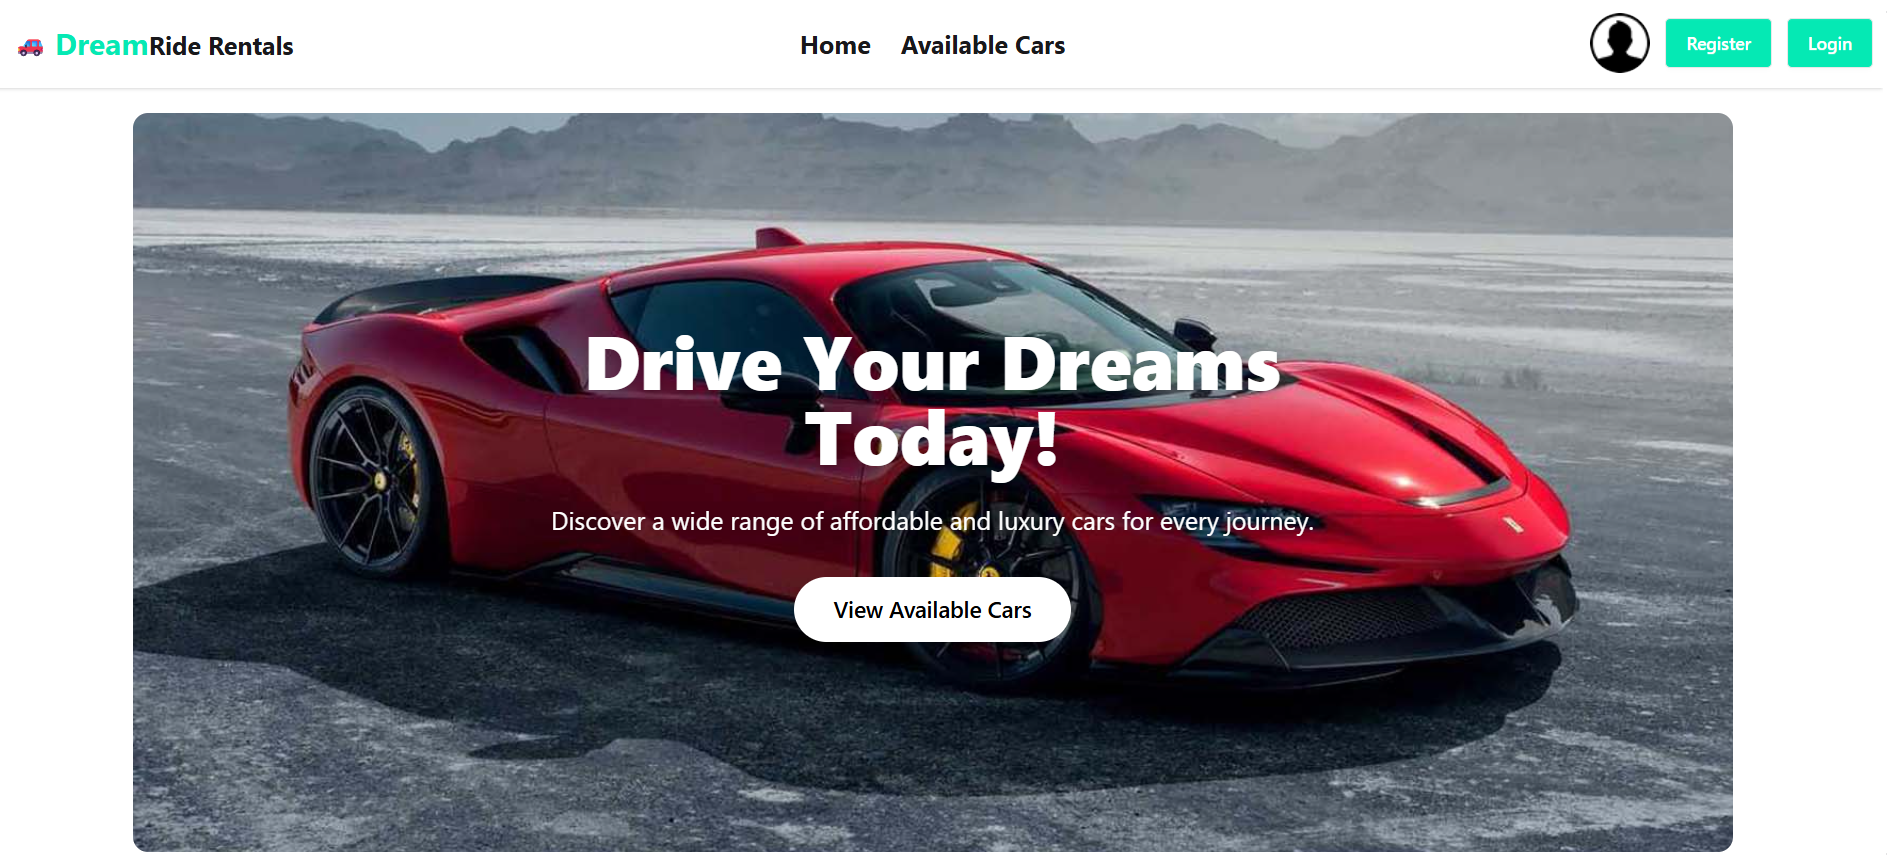 DreamRide Rentals
Home
Available Cars
Register
Login
Drive Your Dreams
Today!
Discover a wide range of affordable and luxury cars for every journey.
View Available Cars